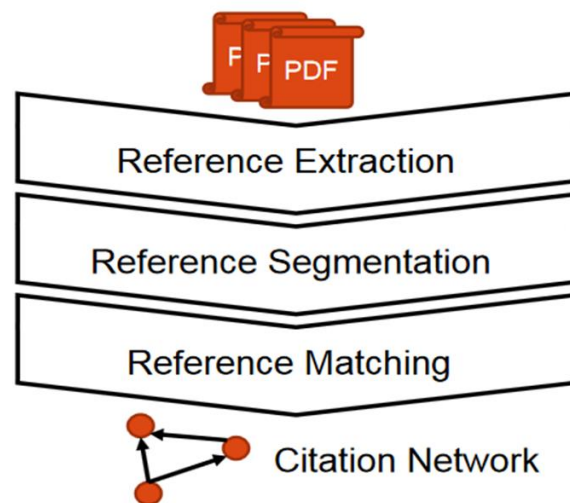 P P PDF
Reference Extraction
Reference Segmentation
Reference Matching
Citation Network